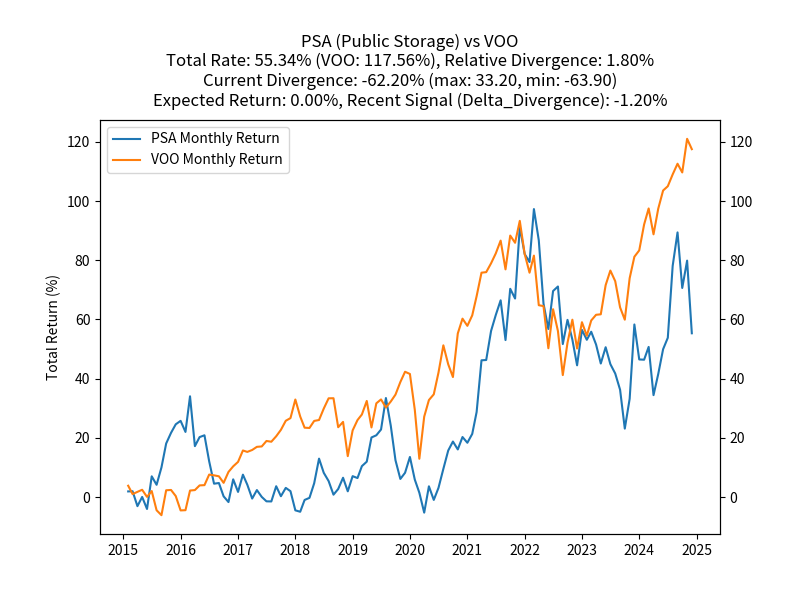 PSA (Public Storage) vs VOO
Total Rate: 55.34% (VOO: 117.56%), Relative Divergence: 1.80%
Current Divergence: -62.20% (max: 33.20, min: -63.90)
Expected Return: 0.00%, Recent Signal (Delta_Divergence): -1.20%
PSA Monthly Return
VOO Monthly Return
Total Return (%)
120
100
80
60
40
20
0
120
100
80
60
40
20
0
2015 2016 2017 2018 2019 2020 2021 2022 2023 2024 2025